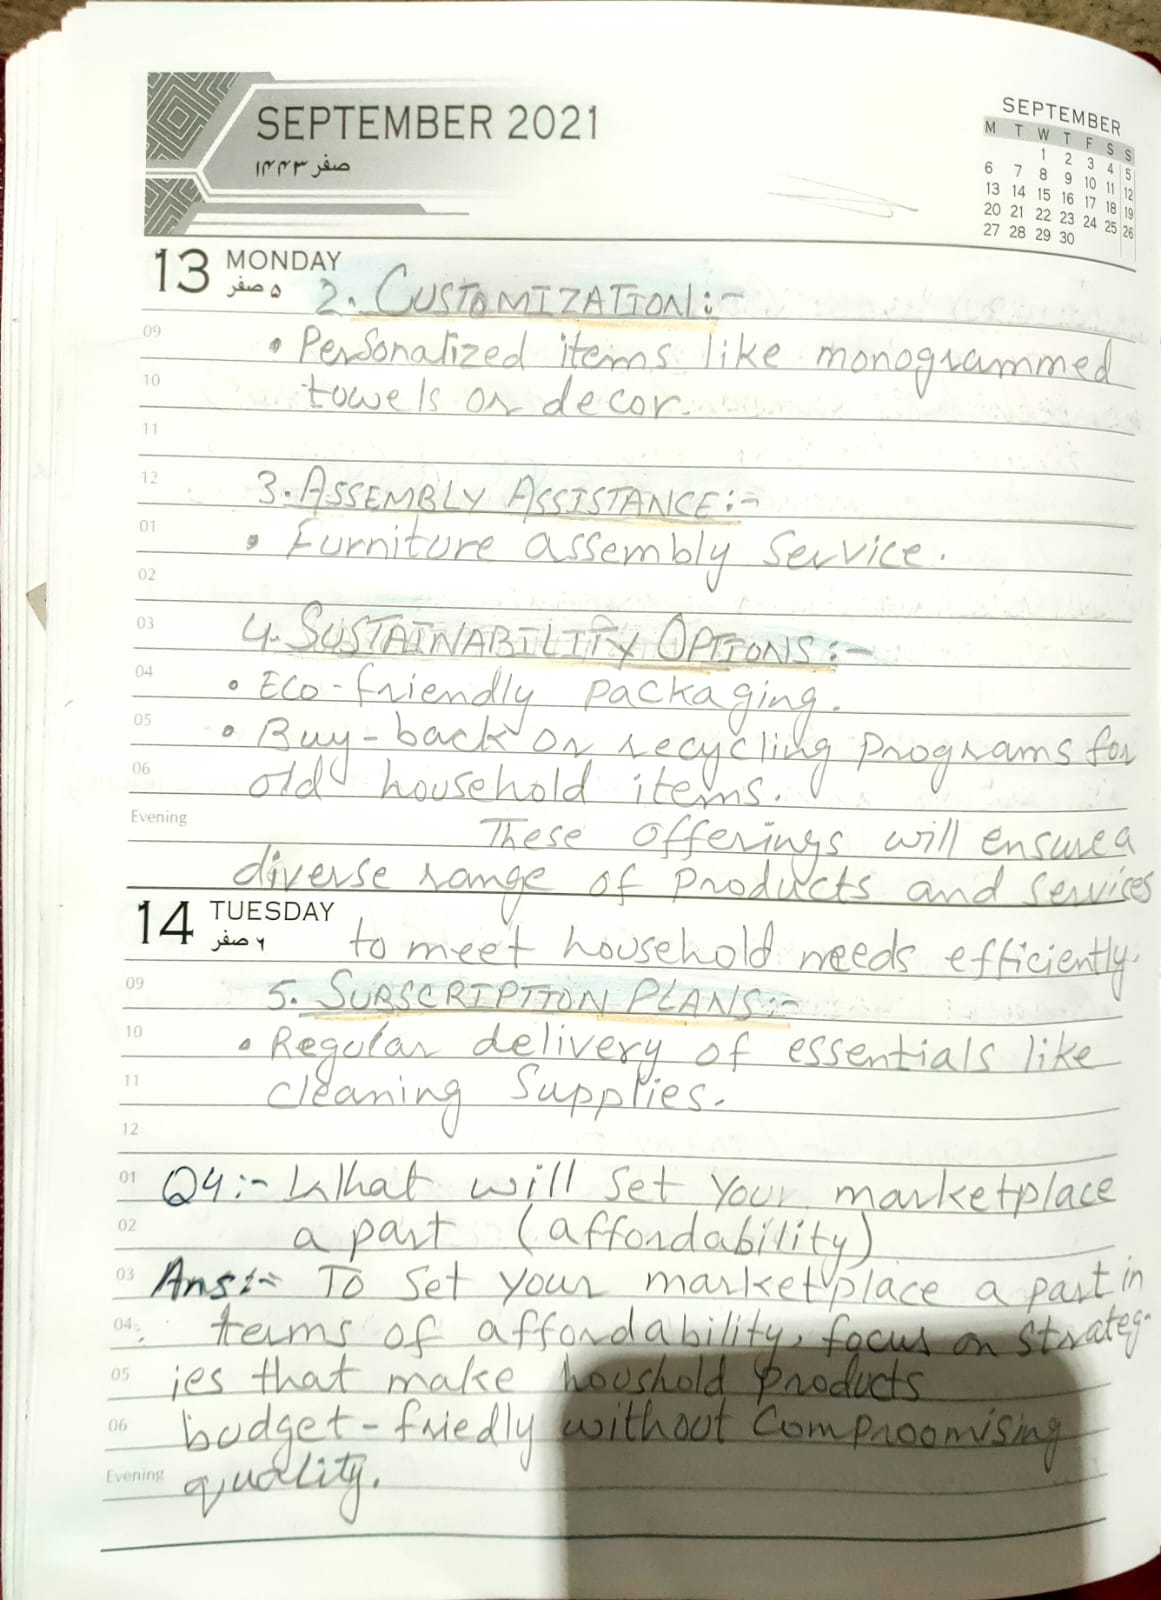 SEPTEMBER 2021
صفر ۱۴۴۳
SEPTEMBER
M T W T F S S
1 2 3 4 5
6 7 8 9 10 11 12
13 14 15 16 17 18 19
20 21 22 23 24 25 26
27 28 29 30
13 MONDAY
۵ صفر
2. CUSTOMIZATION:-
09
• Personalized items like monogrammed
10
towels or decor.
11
12
3. ASSEMBLY ASSISTANCE:-
01
• Furniture assembly Service.
02
03
4. SUSTAINABILITY OPTIONS:-
04
• Eco-friendly packaging.
05
• Buy-back or recycling programs for
06
old household items.
Evening
These offerings will ensure a
diverse range of products and services
14 TUESDAY
۶ صفر
to meet household needs efficiently.
09
5. SUBSCRIPTION PLANS:-
10
• Regular delivery of essentials like
11
cleaning Supplies.
12
01 Q4:- What will set your marketplace
02 a part (affordability)
03 Ans:- To set your marketplace a part in
04 terms of affordability, focus on strateg-
05 ies that make houshold products
06 budget-friedly without Comproomising
Evening quality.